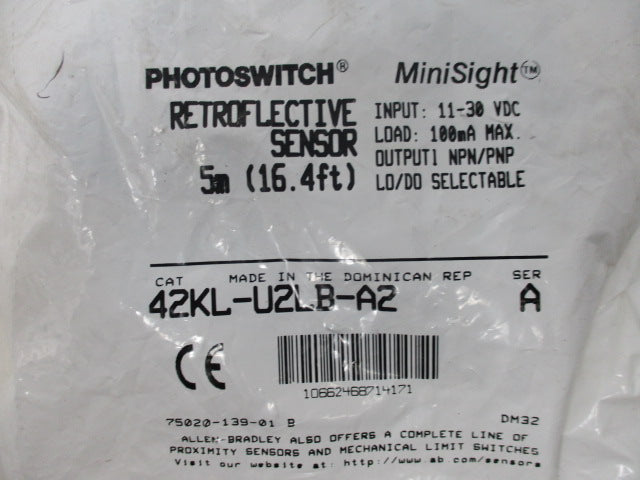 PHOTOSWITCH® MiniSight™
RETROFLECTIVE SENSOR
5m (16.4ft)
INPUT: 11-30 VDC
LOAD: 100mA MAX.
OUTPUT1 NPN/PNP
LO/DO SELECTABLE
CAT MADE IN THE DOMINICAN REP SER
42KL-U2LB-A2 A
CE
10662468714171
75020-139-01 B DM32
ALLEN-BRADLEY ALSO OFFERS A COMPLETE LINE OF
PROXIMITY SENSORS AND MECHANICAL LIMIT SWITCHES
Visit our website at: http://www.ab.com/sensors